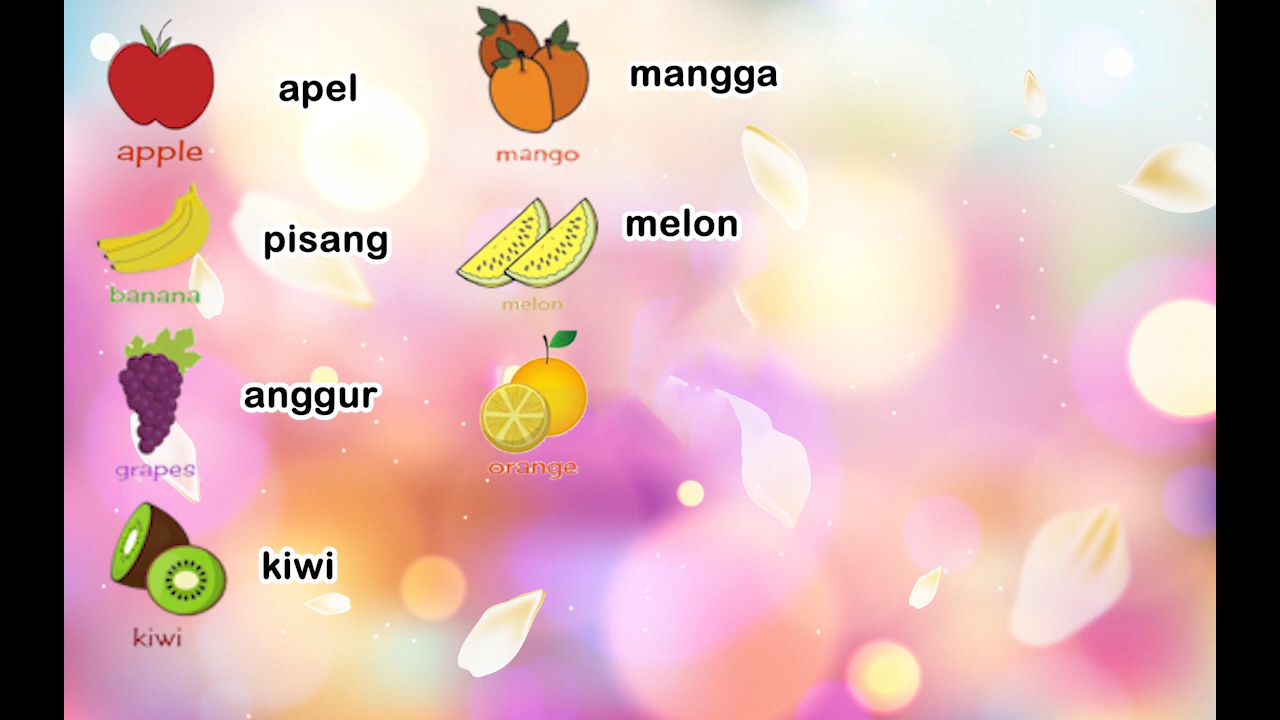 apel
apple
pisang
banana
anggur
grapes
kiwi
kiwi
mangga
mango
melon
melon
orange